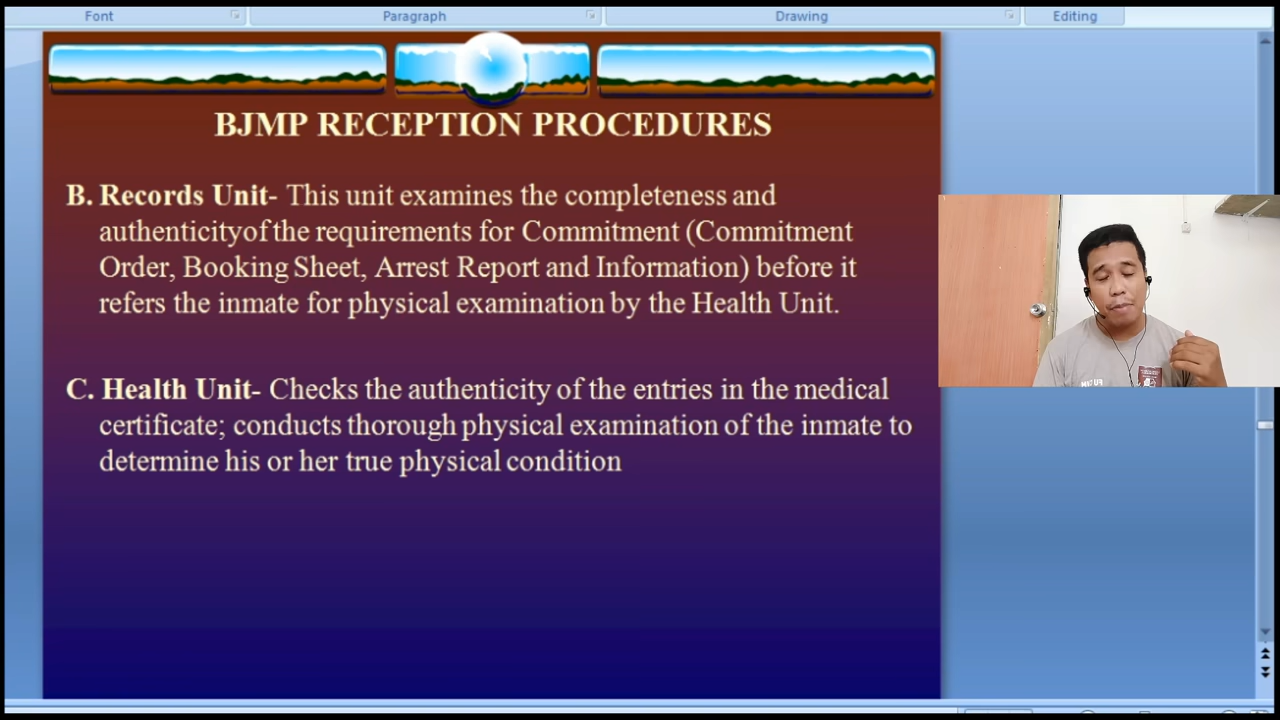 Font
Paragraph
Drawing
Editing
BJMP RECEPTION PROCEDURES
B. Records Unit- This unit examines the completeness and
authenticityof the requirements for Commitment (Commitment
Order, Booking Sheet, Arrest Report and Information) before it
refers the inmate for physical examination by the Health Unit.
C. Health Unit- Checks the authenticity of the entries in the medical
certificate; conducts thorough physical examination of the inmate to
determine his or her true physical condition